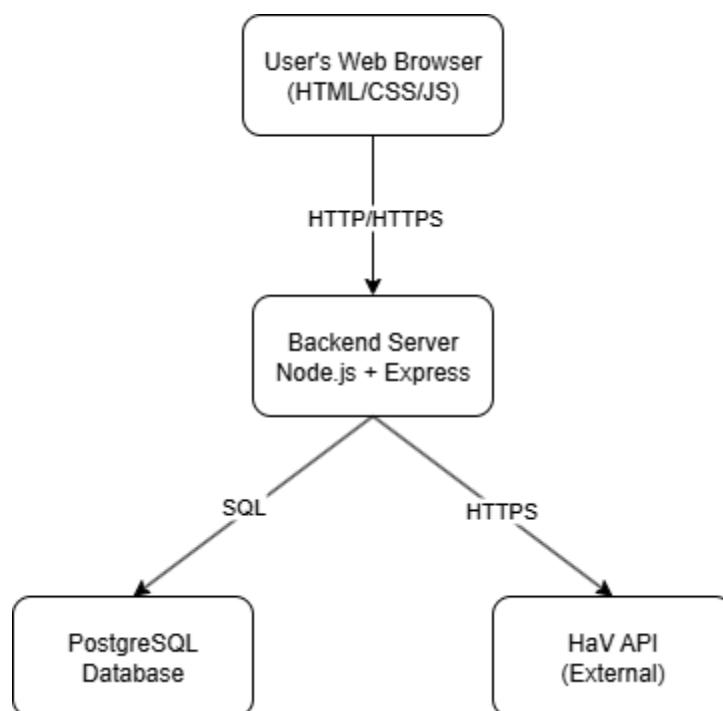 User's Web Browser
(HTML/CSS/JS)
HTTP/HTTPS
Backend Server
Node.js + Express
SQL
HTTPS
PostgreSQL
Database
HaV API
(External)